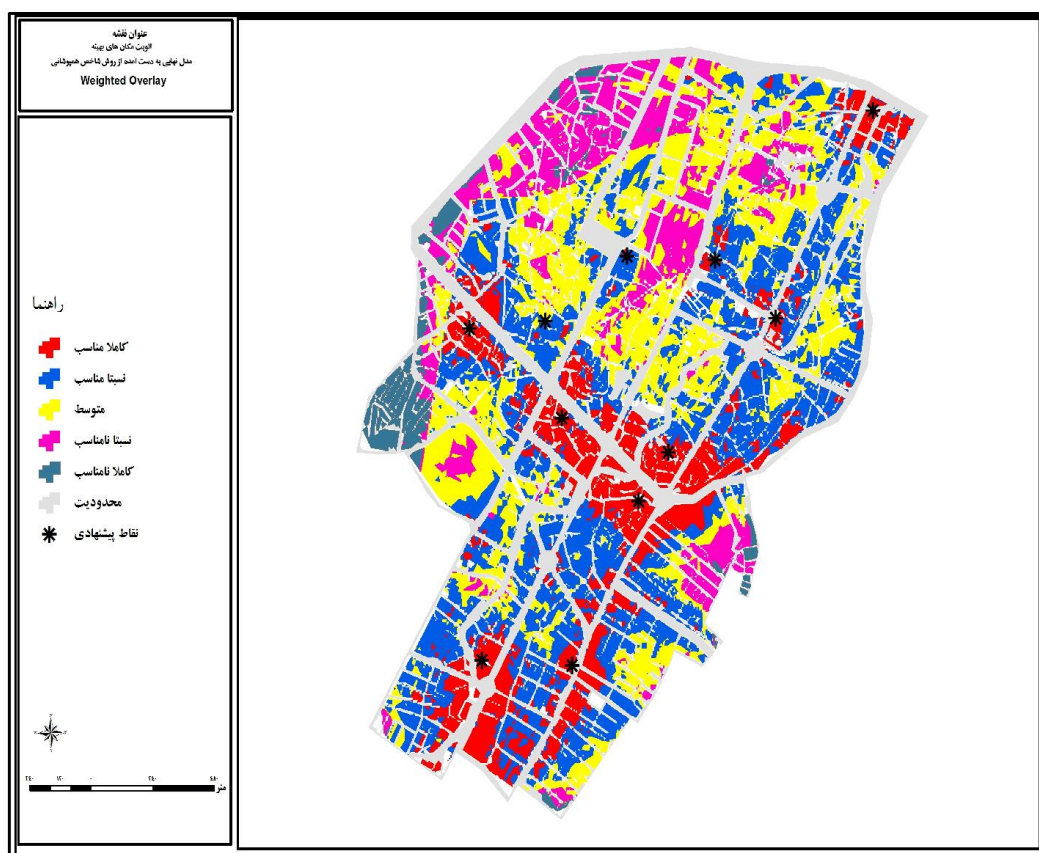 عنوان نقشه
الویت مکان های بهینه
مدل نهایی به دست آمده از روش شاخص همپوشانی
Weighted Overlay
راهنما
کاملا مناسب
نسبتا مناسب
متوسط
نسبتا نامناسب
کاملا نامناسب
محدودیت
نقاط پیشنهادی
متر